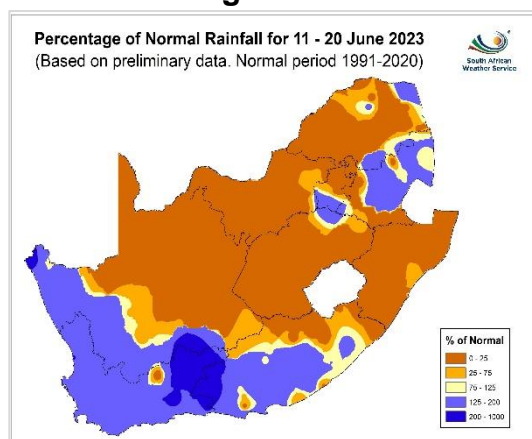 Percentage of Normal Rainfall for 11 - 20 June 2023
(Based on preliminary data. Normal period 1991-2020)
South African
Weather Service
% of Normal
0 - 25
25 - 75
75 - 125
125 - 200
200 - 1000